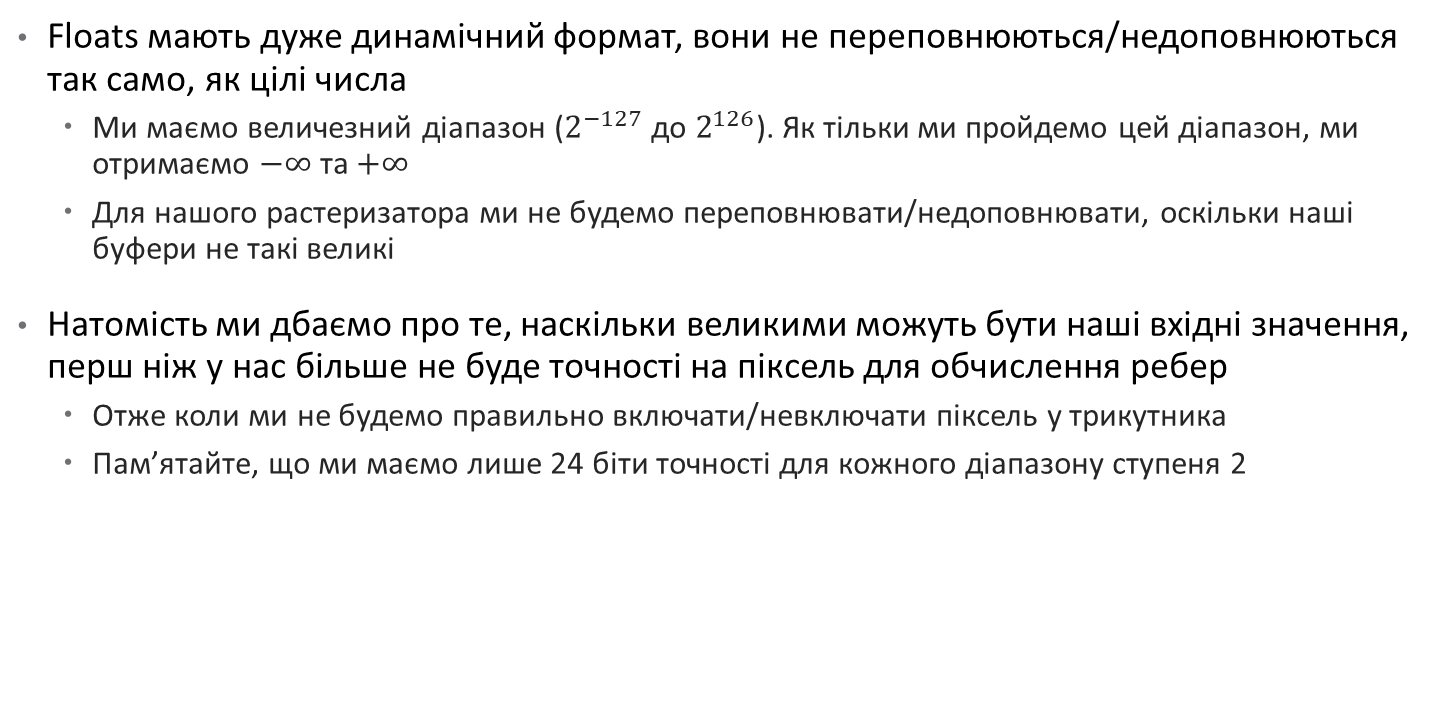 • Floats мають дуже динамічний формат, вони не переповнюються/недоповнюються
так само, як цілі числа
• Ми маємо величезний діапазон (2⁻¹²⁷ до 2¹²⁶). Як тільки ми пройдемо цей діапазон, ми
отримаємо −∞ та +∞
• Для нашого растеризатора ми не будемо переповнювати/недоповнювати, оскільки наші
буфери не такі великі
• Натомість ми дбаємо про те, наскільки великими можуть бути наші вхідні значення,
перш ніж у нас більше не буде точності на піксель для обчислення ребер
• Отже коли ми не будемо правильно включати/невключати піксель у трикутника
• Пам’ятайте, що ми маємо лише 24 біти точності для кожного діапазону ступеня 2